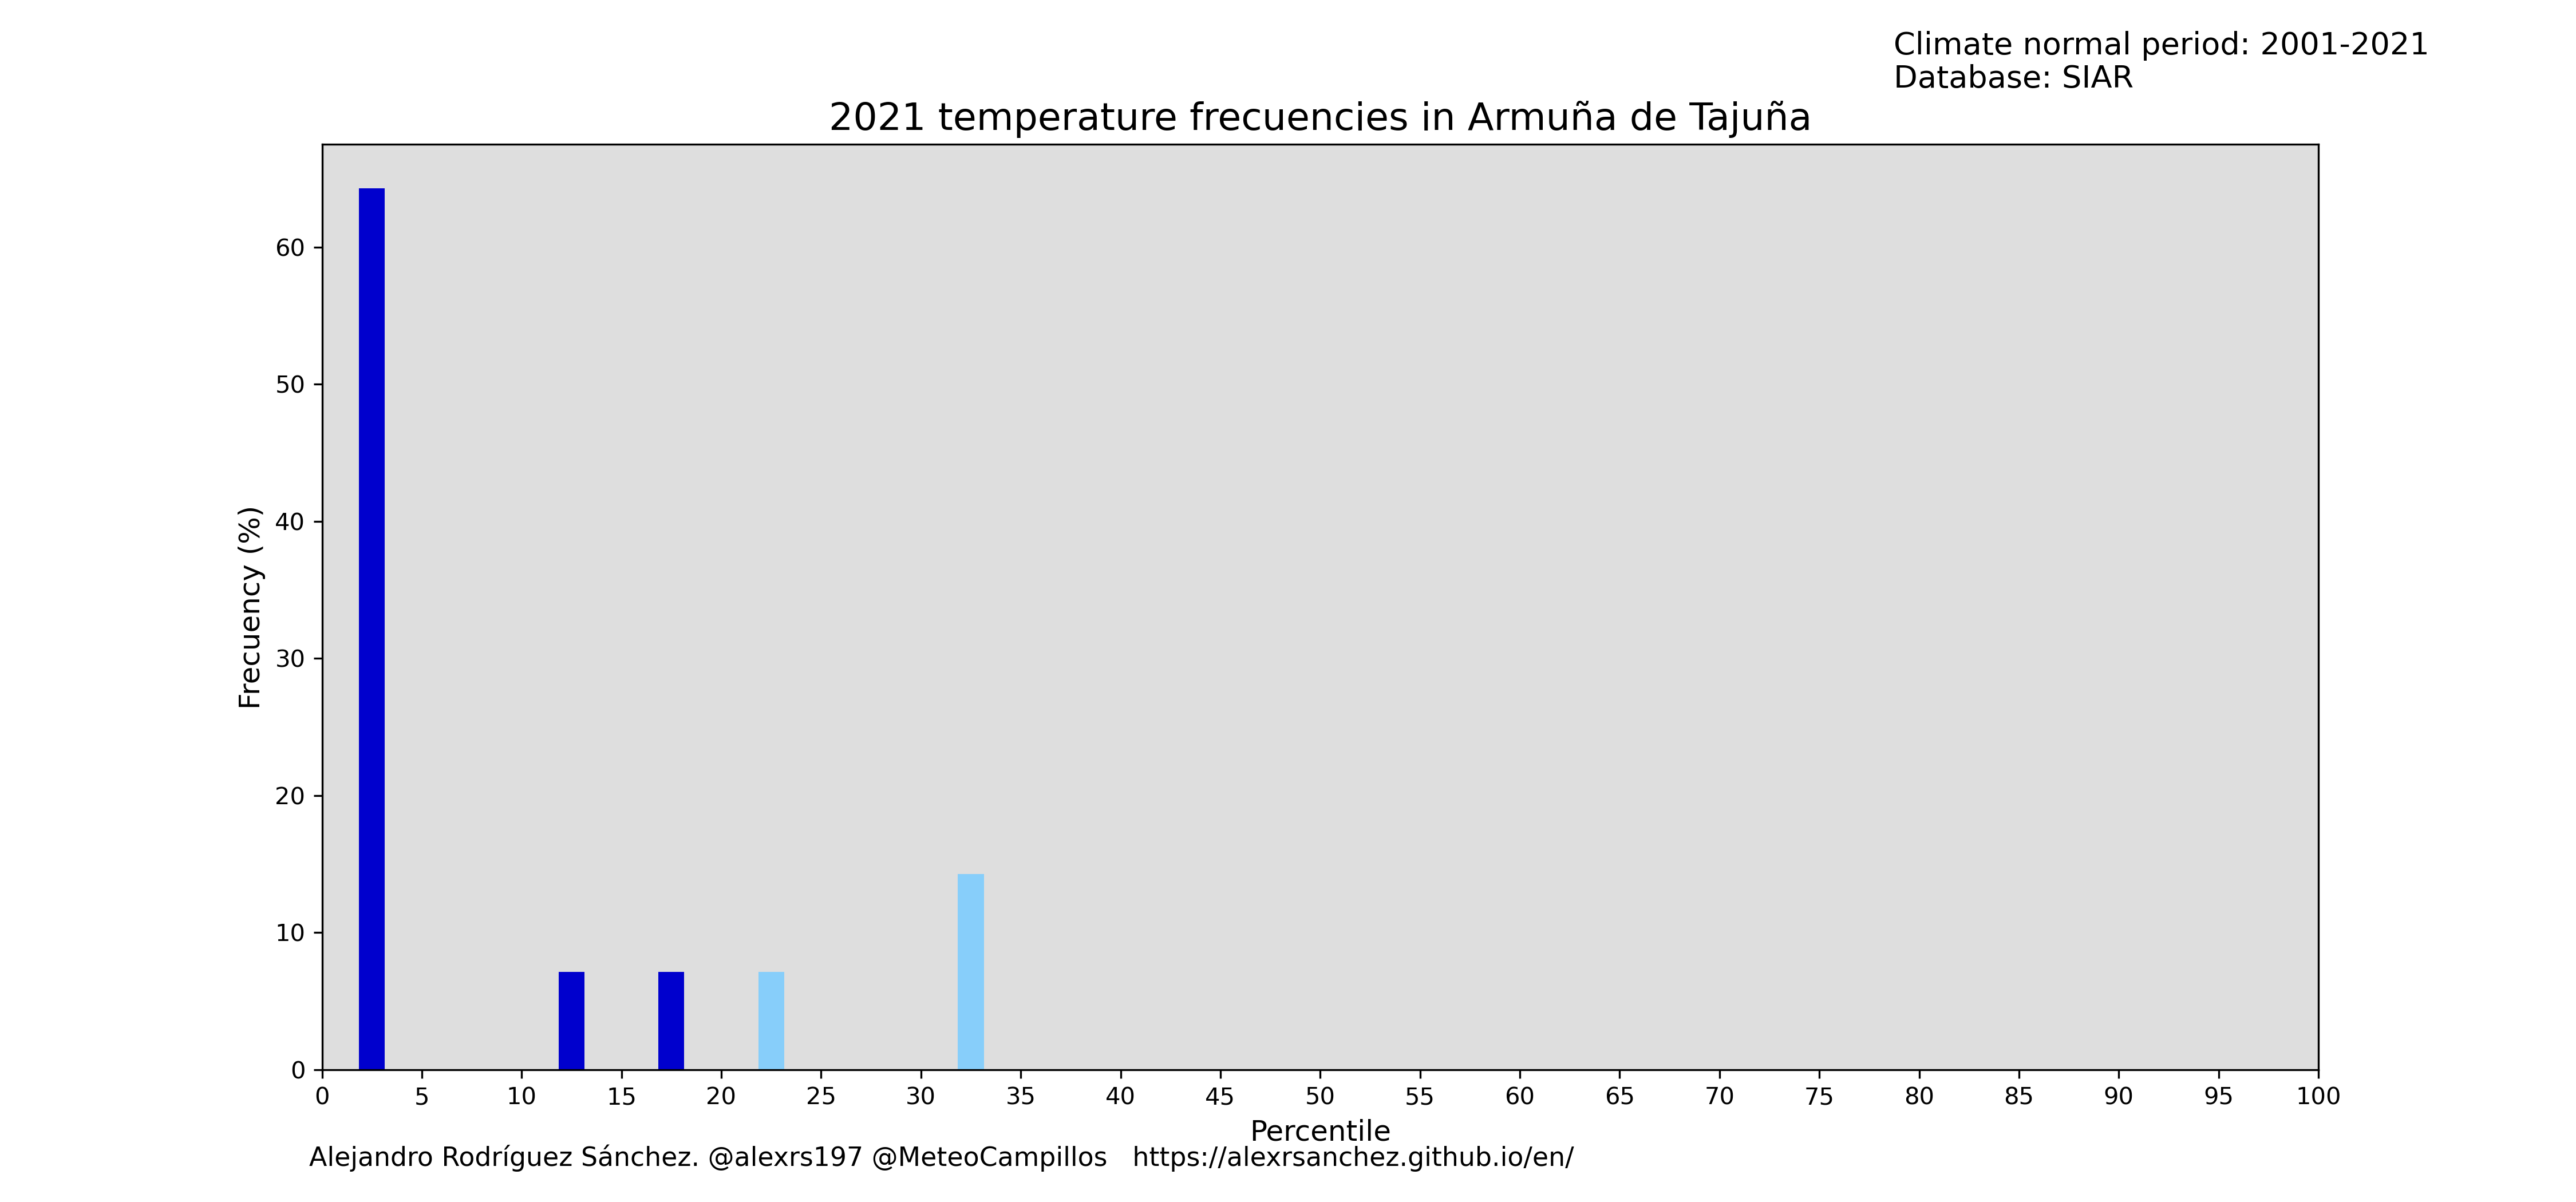 Climate normal period: 2001-2021
Database: SIAR
2021 temperature frecuencies in Armuña de Tajuña
Frecuency (%)
60
50
40
30
20
10
0
0 5 10 15 20 25 30 35 40 45 50 55 60 65 70 75 80 85 90 95 100
Percentile
Alejandro Rodríguez Sánchez. @alexrs197 @MeteoCampillos https://alexrsanchez.github.io/en/